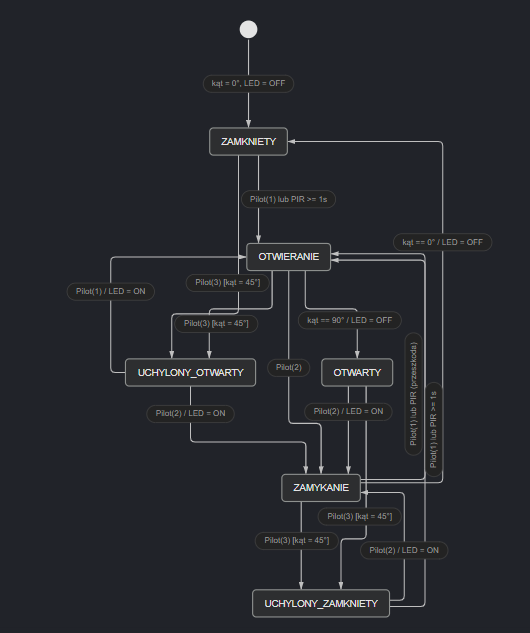 kąt = 0°, LED = OFF
ZAMKNIETY
Pilot(1) lub PIR >= 1s
kąt == 0° / LED = OFF
OTWIERANIE
Pilot(3) [kąt = 45°]
Pilot(1) / LED = ON
Pilot(3) [kąt = 45°]
kąt == 90° / LED = OFF
Pilot(2)
UCHYLONY_OTWARTY
OTWARTY
Pilot(1) lub PIR (przeszkoda)
Pilot(1) lub PIR >= 1s
Pilot(2) / LED = ON
Pilot(2) / LED = ON
ZAMYKANIE
Pilot(3) [kąt = 45°]
Pilot(3) [kąt = 45°]
Pilot(2) / LED = ON
UCHYLONY_ZAMKNIETY